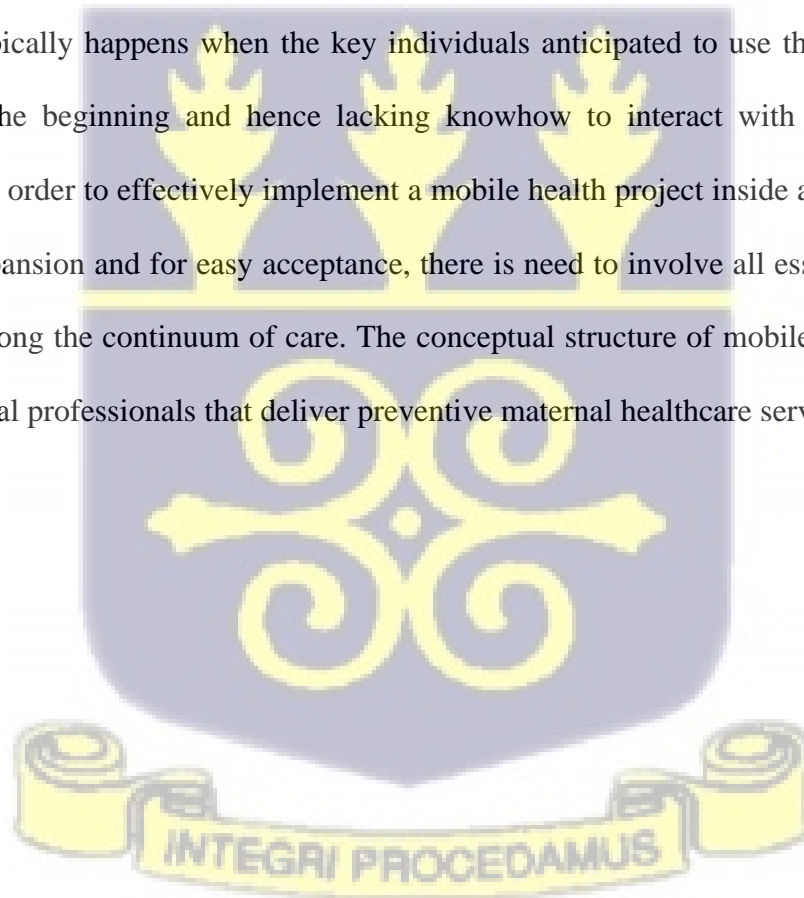 pically happens when the key individuals anticipated to use th
he beginning and hence lacking knowhow to interact with
order to effectively implement a mobile health project inside a
pansion and for easy acceptance, there is need to involve all ess
ong the continuum of care. The conceptual structure of mobile
al professionals that deliver preventive maternal healthcare serv
INTEGRI PROCEDAMUS